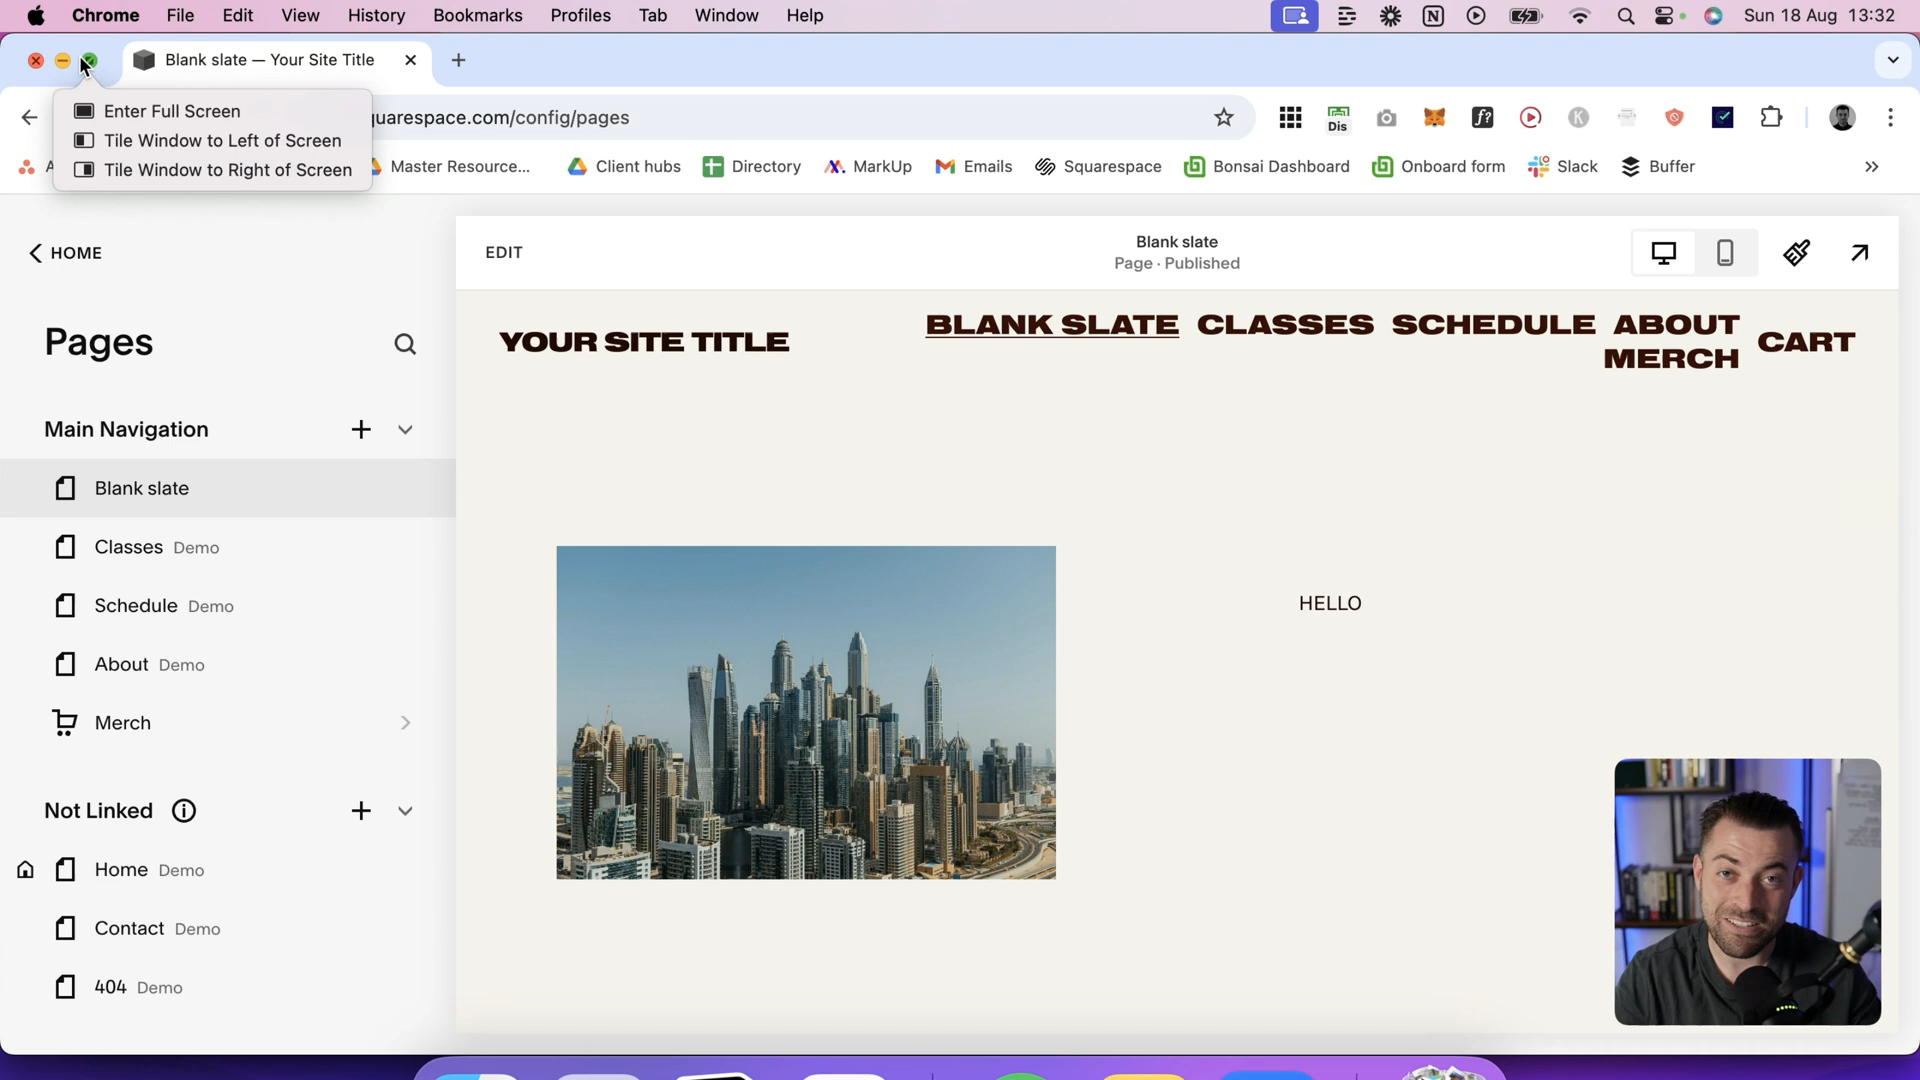 Chrome File Edit View History Bookmarks Profiles Tab Window Help Sun 18 Aug 13:32
Blank slate — Your Site Title
Enter Full Screen
Tile Window to Left of Screen
Tile Window to Right of Screen
uarespace.com/config/pages
Dis
f?
K
Master Resource... Client hubs Directory MarkUp Emails Squarespace Bonsai Dashboard Onboard form Slack Buffer
HOME
EDIT
Blank slate
Page · Published
Pages
YOUR SITE TITLE
BLANK SLATE CLASSES SCHEDULE ABOUT
MERCH
CART
Main Navigation
Blank slate
Classes Demo
Schedule Demo
About Demo
Merch
HELLO
Not Linked
Home Demo
Contact Demo
404 Demo